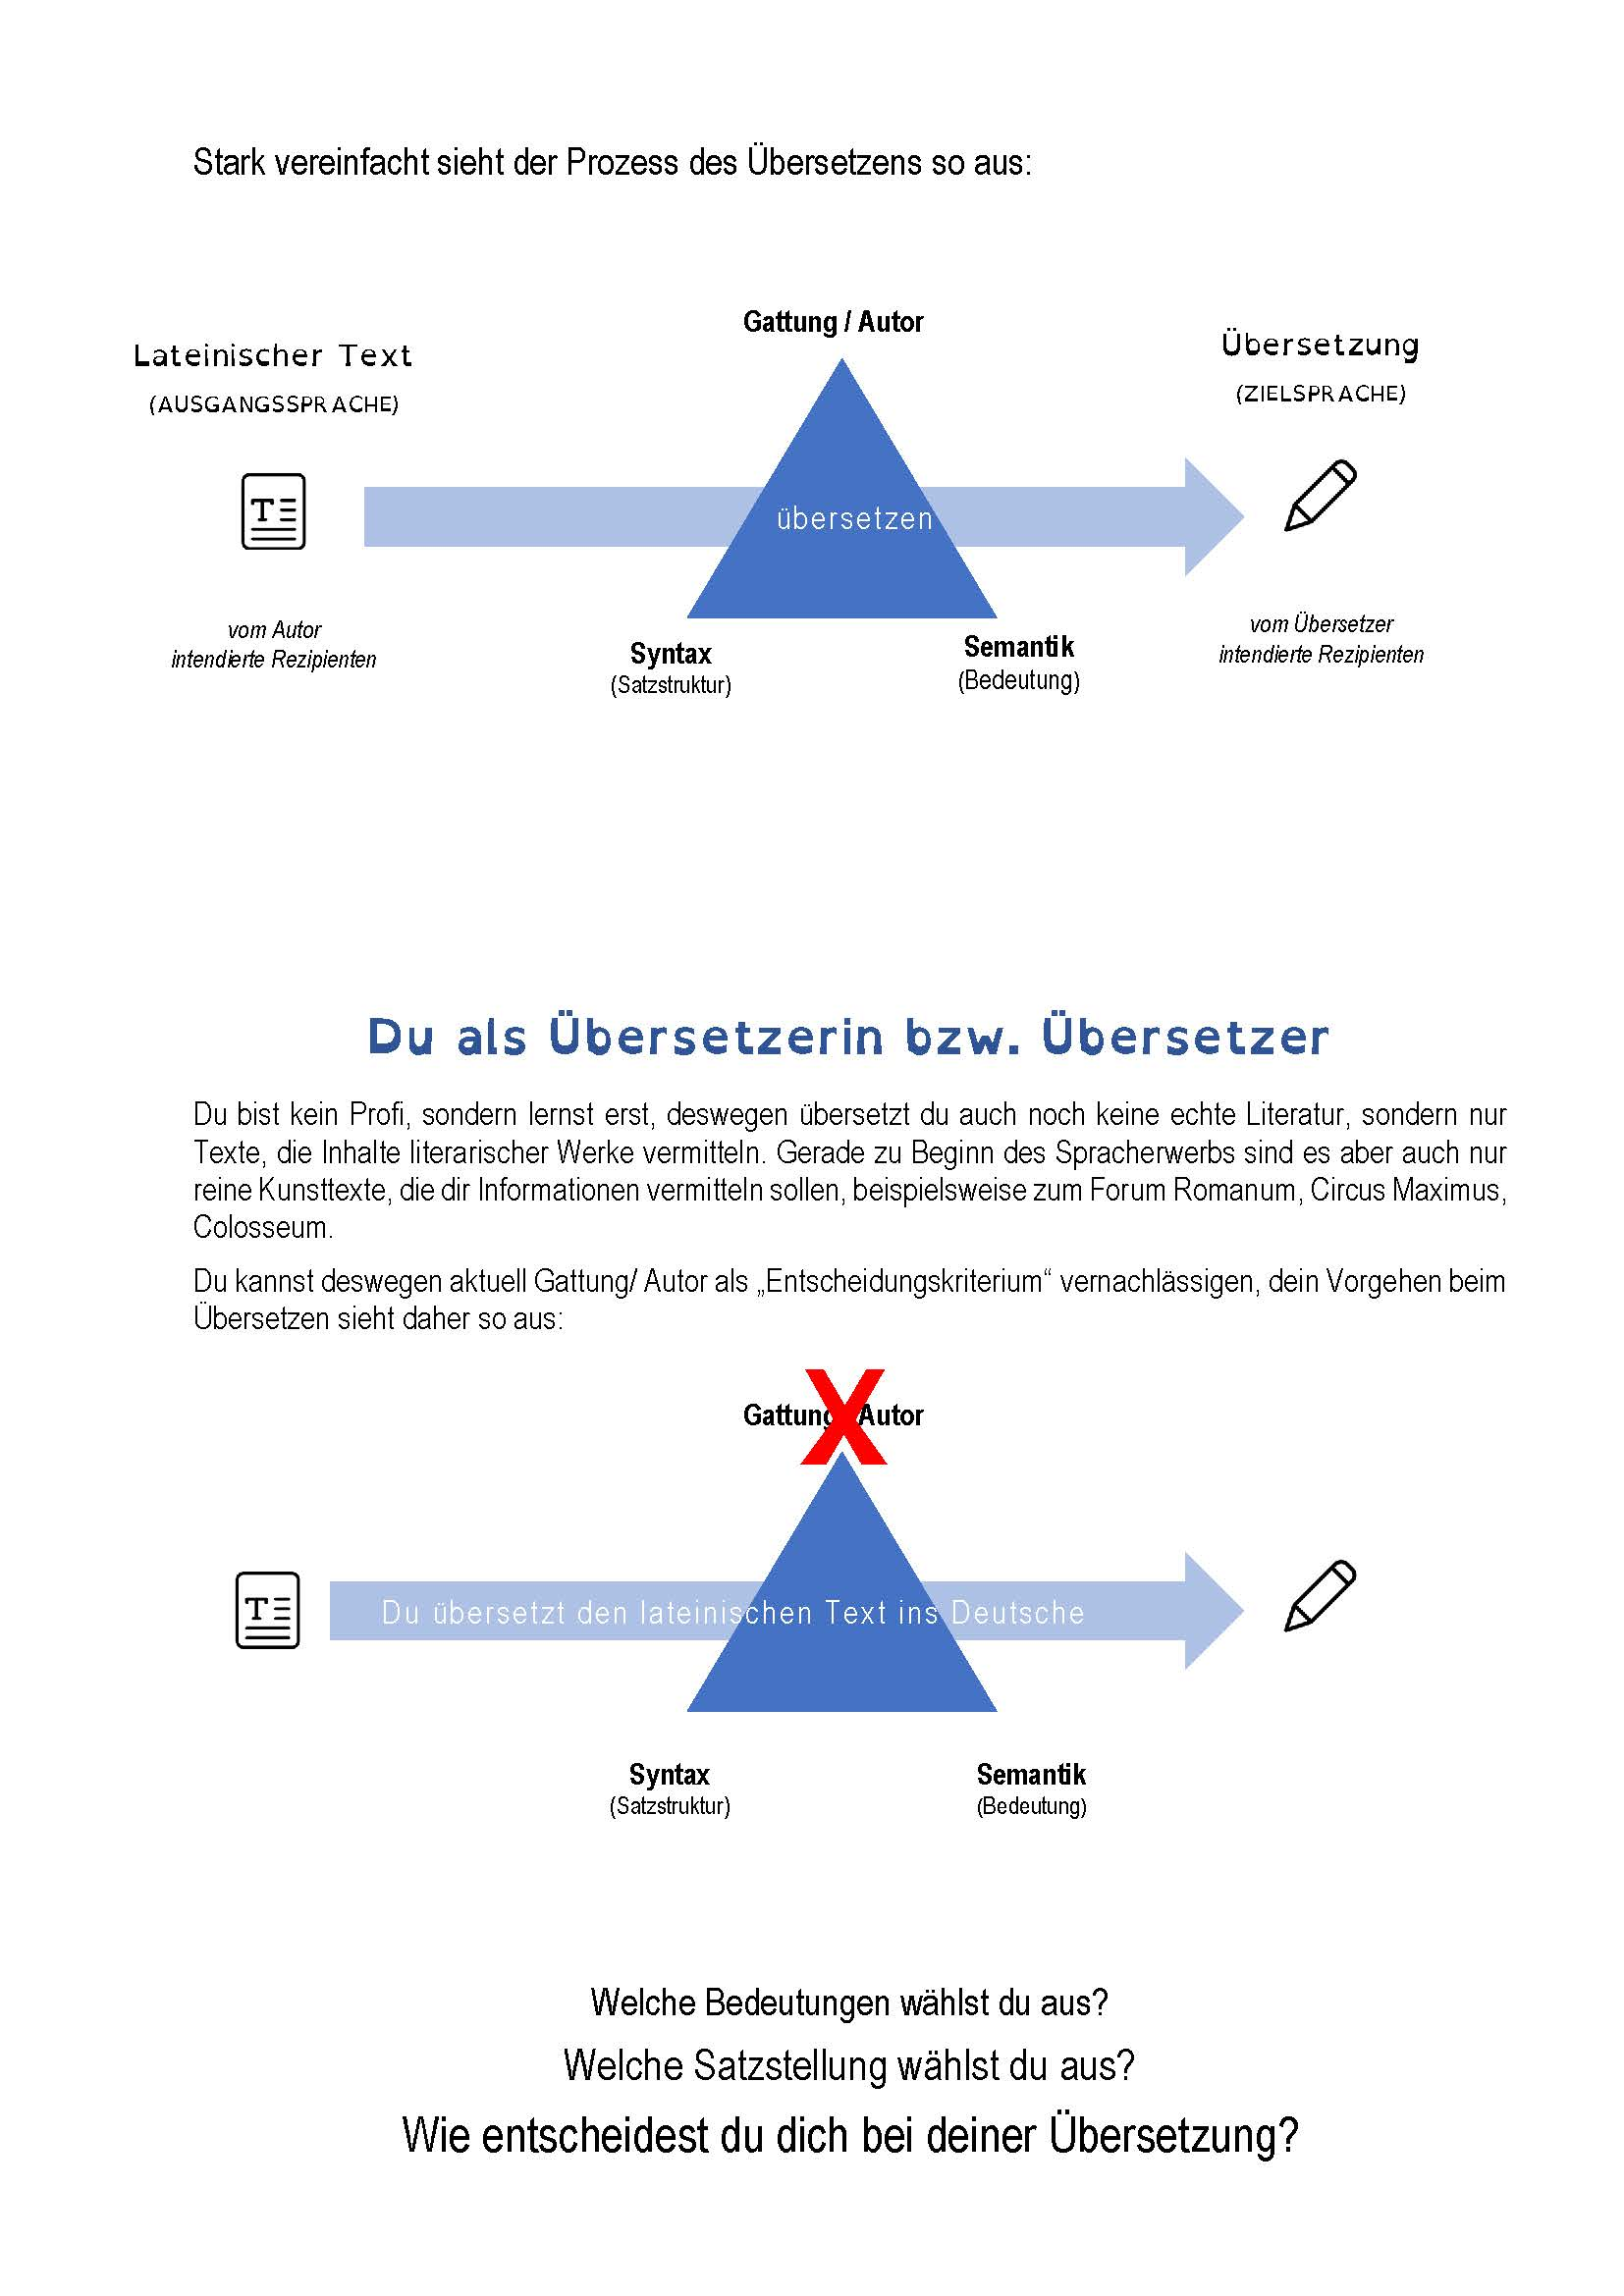 Stark vereinfacht sieht der Prozess des Übersetzens so aus:
Gattung / Autor
Lateinischer Text
(AUSGANGSSPRACHE)
Übersetzung
(ZIELSPRACHE)
T
übersetzen
vom Autor
intendierte Rezipienten
Syntax
(Satzstruktur)
Semantik
(Bedeutung)
vom Übersetzer
intendierte Rezipienten
Du als Übersetzerin bzw. Übersetzer
Du bist kein Profi, sondern lernst erst, deswegen übersetzt du auch noch keine echte Literatur, sondern nur
Texte, die Inhalte literarischer Werke vermitteln. Gerade zu Beginn des Spracherwerbs sind es aber auch nur
reine Kunsttexte, die dir Informationen vermitteln sollen, beispielsweise zum Forum Romanum, Circus Maximus,
Colosseum.
Du kannst deswegen aktuell Gattung/ Autor als „Entscheidungskriterium“ vernachlässigen, dein Vorgehen beim
Übersetzen sieht daher so aus:
Gattung Autor
X
T
Du übersetzt den lateinischen Text ins Deutsche
Syntax
(Satzstruktur)
Semantik
(Bedeutung)
Welche Bedeutungen wählst du aus?
Welche Satzstellung wählst du aus?
Wie entscheidest du dich bei deiner Übersetzung?